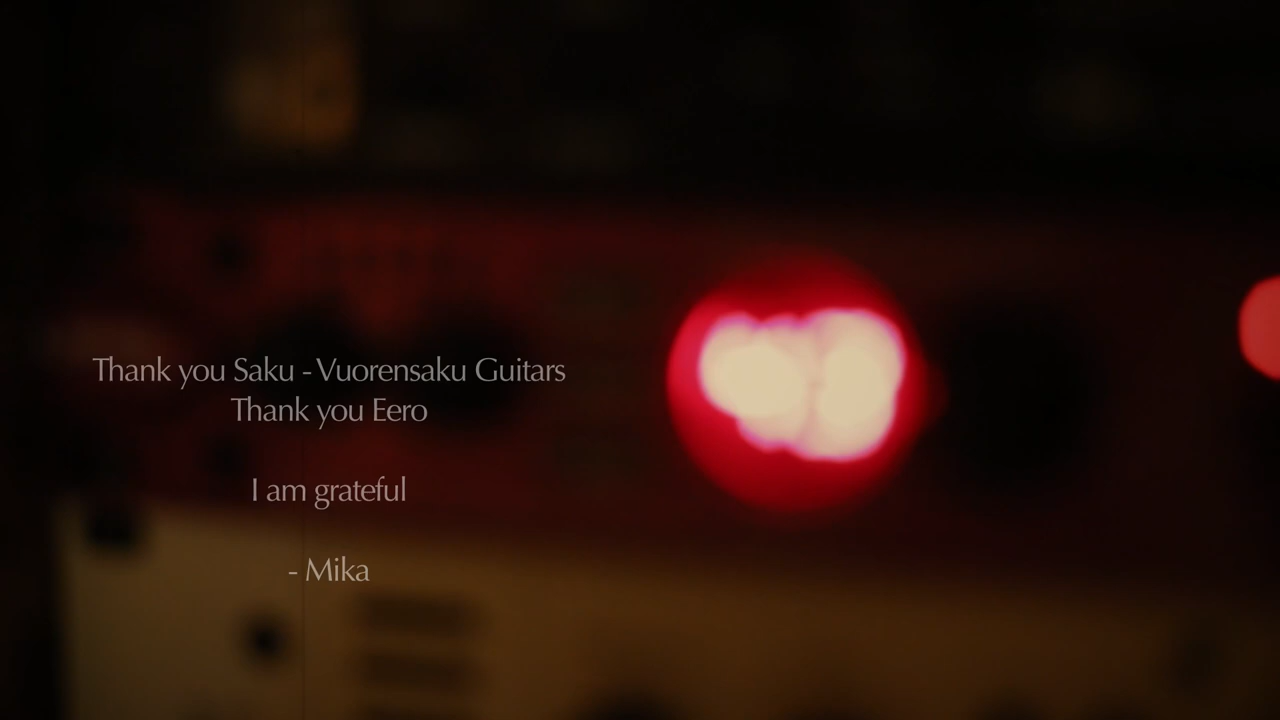 Thank you Saku - Vuorensaku Guitars
Thank you Eero
I am grateful
- Mika